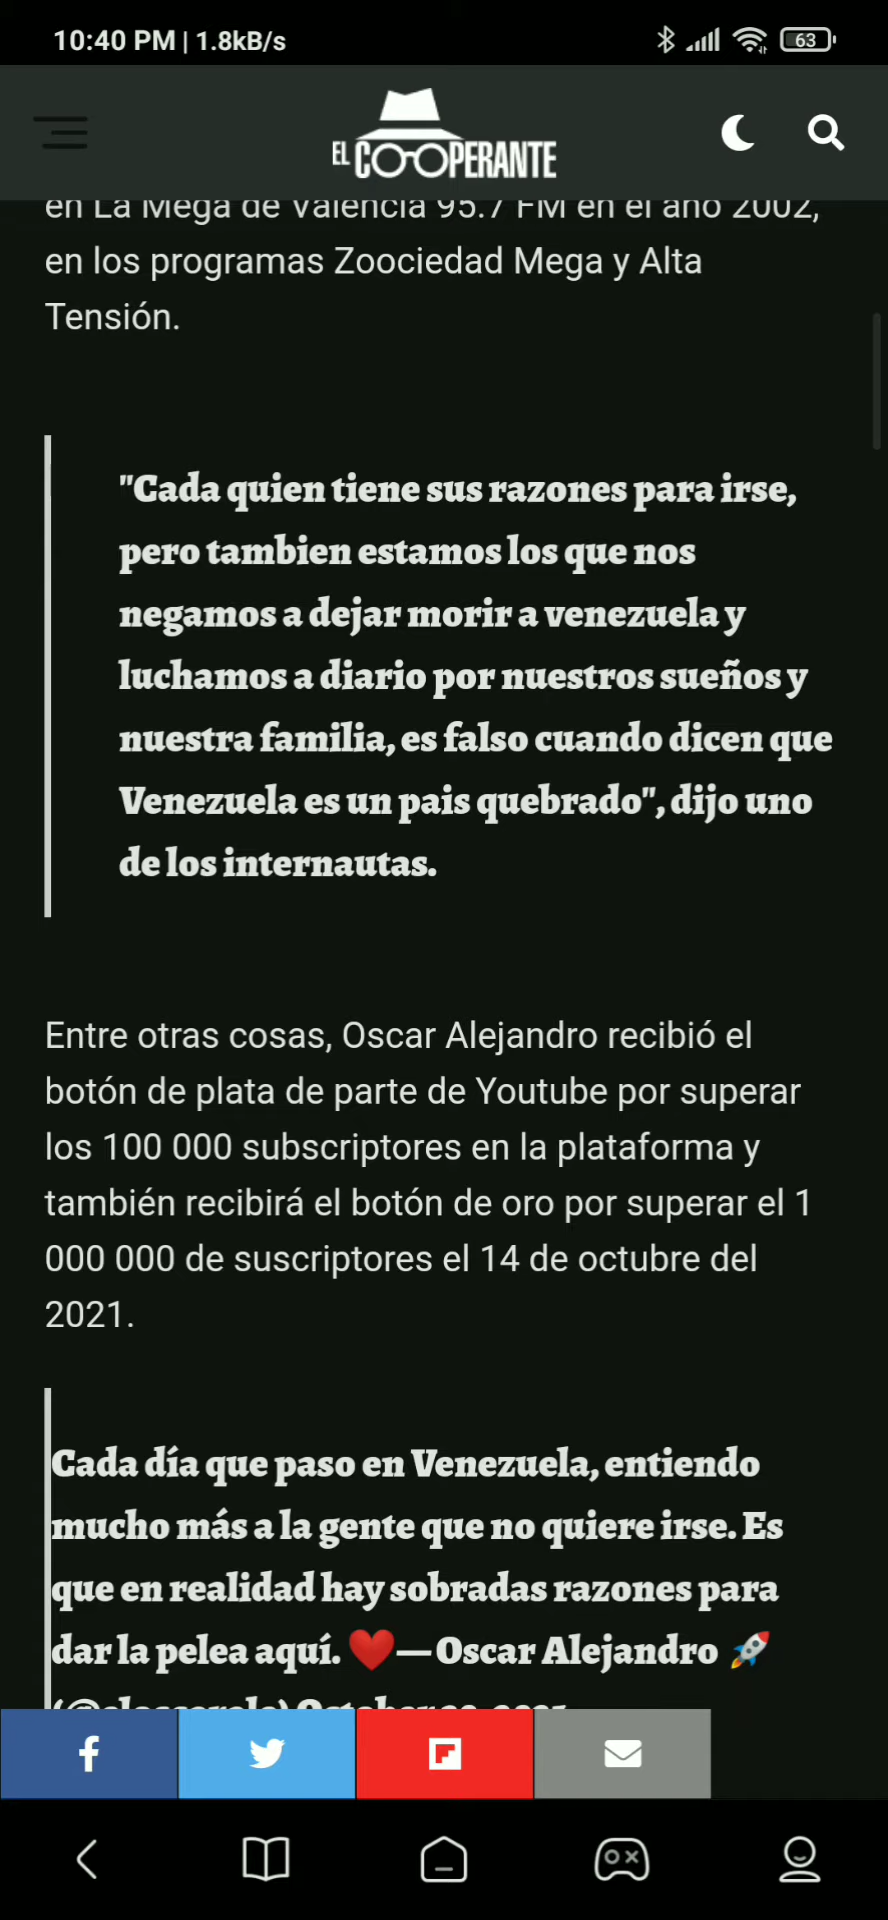 10:40 PM | 1.8kB/s
63
EL COOPERANTE
en La Mega de Valencia 95.7 FM en el año 2002,
en los programas Zoociedad Mega y Alta
Tensión.
"Cada quien tiene sus razones para irse,
pero tambien estamos los que nos
negamos a dejar morir a venezuela y
luchamos a diario por nuestros sueños y
nuestra familia, es falso cuando dicen que
Venezuela es un pais quebrado", dijo uno
de los internautas.
Entre otras cosas, Oscar Alejandro recibió el
botón de plata de parte de Youtube por superar
los 100 000 subscriptores en la plataforma y
también recibirá el botón de oro por superar el 1
000 000 de suscriptores el 14 de octubre del
2021.
Cada día que paso en Venezuela, entiendo
mucho más a la gente que no quiere irse. Es
que en realidad hay sobradas razones para
dar la pelea aquí. ❤️— Oscar Alejandro 🚀
October